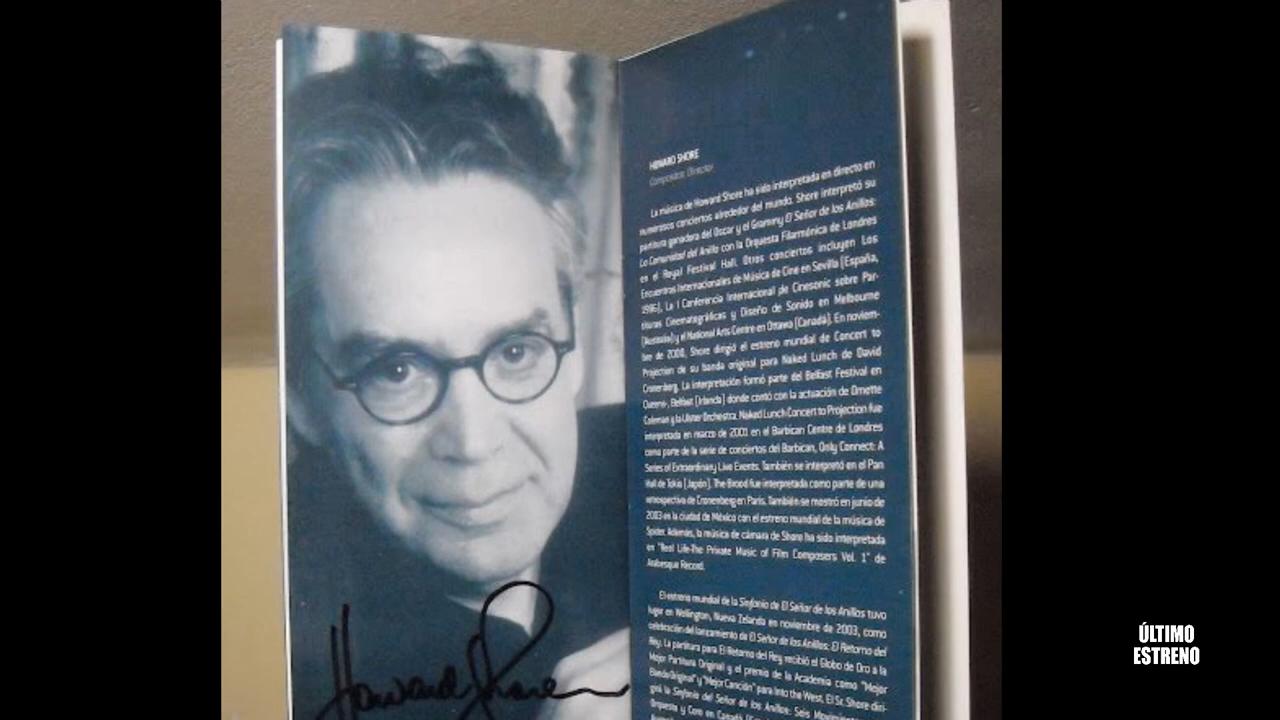 HOWARD SHORE
Compositor, Director
La música de Howard Shore ha sido interpretada en directo en
numerosos conciertos alrededor del mundo. Shore interpretó su
partitura ganadora del Oscar y el Grammy El Señor de los Anillos:
La Comunidad del Anillo con la Orquesta Filarmónica de Londres
en el Royal Festival Hall. Otros conciertos incluyen Los
Encuentros Internacionales de Música de Cine en Sevilla (España,
1996), La I Conferencia Internacional de Cinesonic sobre Par-
tituras Cinematográficas y Diseño de Sonido en Melbourne
(Australia) y el National Arts Centre en Ottawa (Canadá). En noviem-
bre de 2000, Shore dirigió el estreno mundial de Concert to
Projection de su banda original para Naked Lunch de David
Cronenberg. La interpretación formó parte del Belfast Festival en
Queens, Belfast (Irlanda) donde contó con la actuación de Ornette
Coleman y la Ulster Orchestra. Naked Lunch Concert to Projection fue
interpretada en marzo de 2001 en el Barbican Centre de Londres
como parte de la serie de conciertos del Barbican, Only Connect: A
Series of Extraordinary Live Events. También se interpretó en el Pan
Hall de Tokio (Japón). The Brood fue interpretada como parte de una
retrospectiva de Cronenberg en Paris. También se mostró en junio de
2003 en la ciudad de México con el estreno mundial de la música de
Spider. Además, la música de cámara de Shore ha sido interpretada
en "Reel Life-The Private Music of Film Composers Vol. 1" de
Arabesque Record.
El estreno mundial de la Sinfonía de El Señor de los Anillos tuvo
lugar en Wellington, Nueva Zelanda en noviembre de 2003, como
celebración del lanzamiento de El Señor de los Anillos: El Retorno del
Rey. La partitura para El Retorno del Rey recibió el Globo de Oro a la
Mejor Partitura Original y el premio de la Academia como "Mejor
Banda Original" y "Mejor Canción" para Into the West. El Sr. Shore diri-
gió la Sinfonía del Señor de los Anillos: Seis Movimientos
Orquesta y Coro en Canadá
Howard Shore
ÚLTIMO
ESTRENO